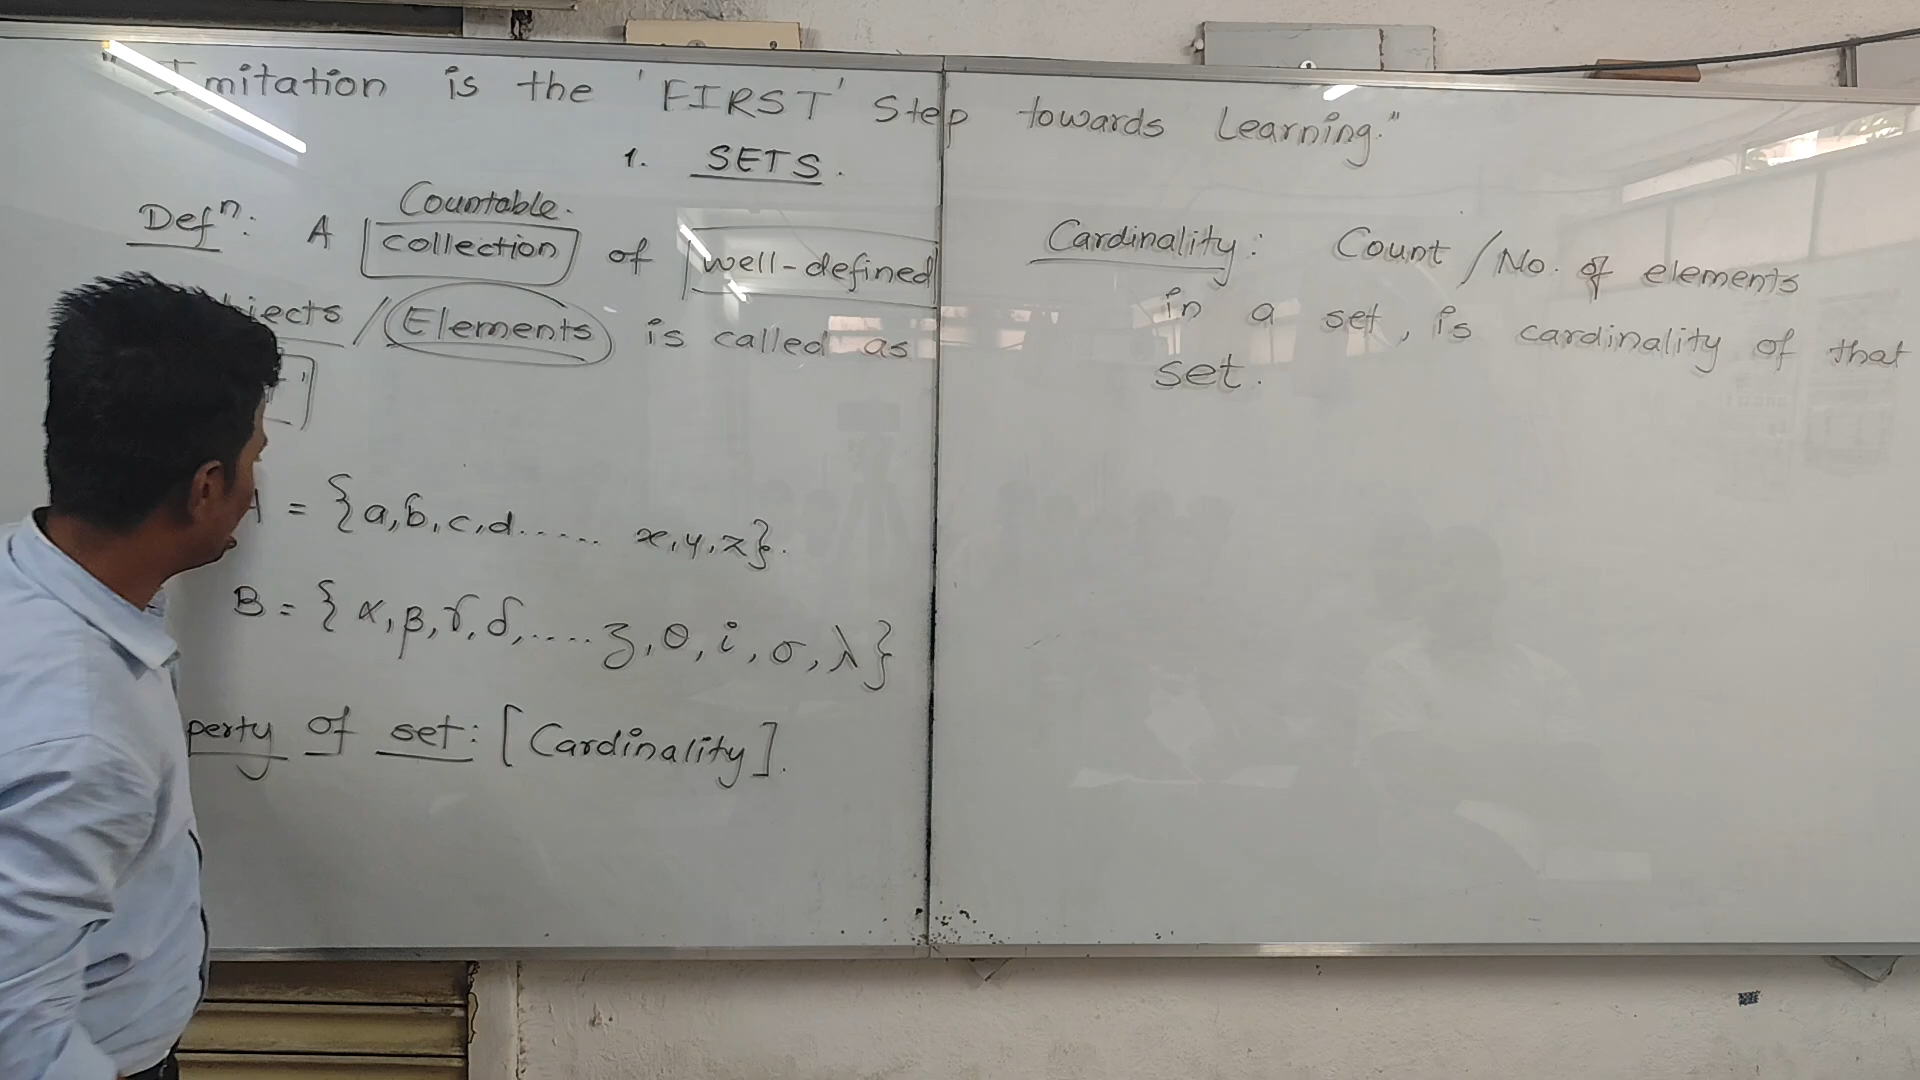 "Imitation is the 'FIRST' Step towards Learning."
1. SETS.
Countable.
Defⁿ: A collection of well-defined
jects / Elements is called as
A = {a, b, c, d..... x, y, z}.
B = { α, β, γ, δ, .... ʒ, θ, i, σ, λ}
perty of set: [Cardinality].
Cardinality: Count / No. of elements
in a set, is cardinality of that
set.